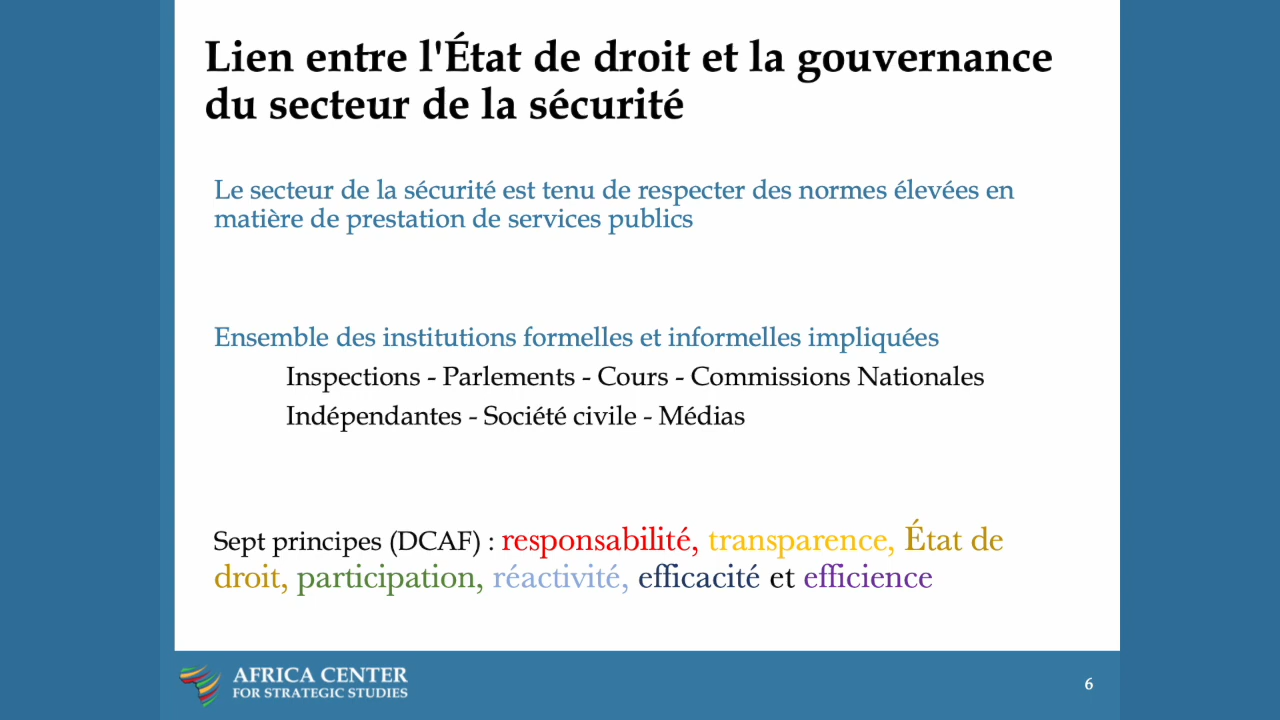 Lien entre l'État de droit et la gouvernance
du secteur de la sécurité
Le secteur de la sécurité est tenu de respecter des normes élevées en
matière de prestation de services publics
Ensemble des institutions formelles et informelles impliquées
Inspections - Parlements - Cours - Commissions Nationales
Indépendantes - Société civile - Médias
Sept principes (DCAF) : responsabilité, transparence, État de
droit, participation, réactivité, efficacité et efficience
AFRICA CENTER
FOR STRATEGIC STUDIES
6